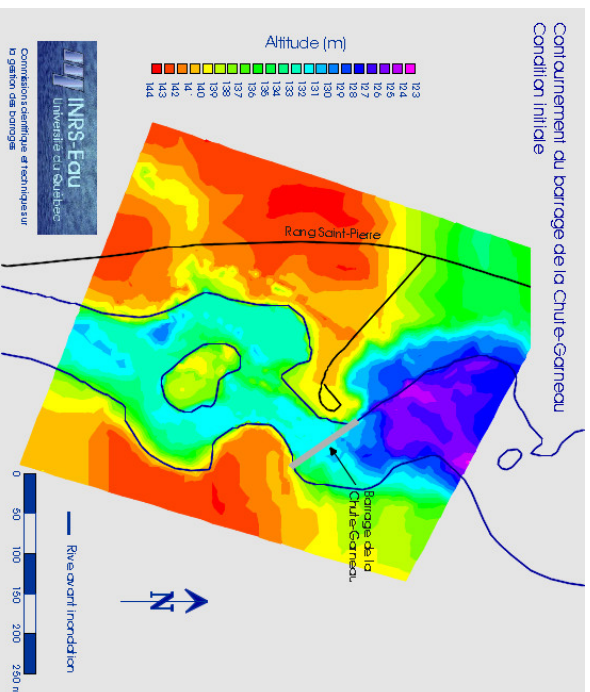 Contournement du barrage de la Chute-Garneau
Condition initiale
Altitude (m)
123
124
125
126
127
128
129
130
131
132
133
134
135
136
137
138
139
140
14'
142
143
144
Rang Saint-Pierre
Barrage de la
Chute-Garneau
INRS-Eau
Université du Québec
Commission scientifique et technique sur
la gestion des barrages
Rive avant inondation
0 50 100 150 200 250 m
N